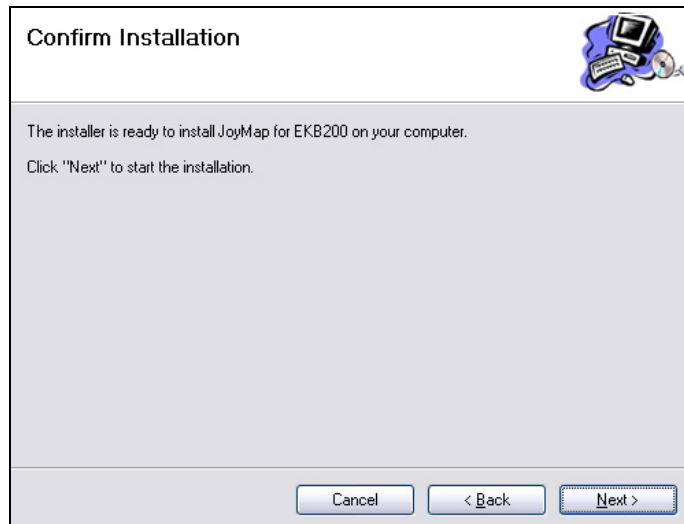 Confirm Installation
The installer is ready to install JoyMap for EKB200 on your computer.
Click "Next" to start the installation.
Cancel
< Back
Next >